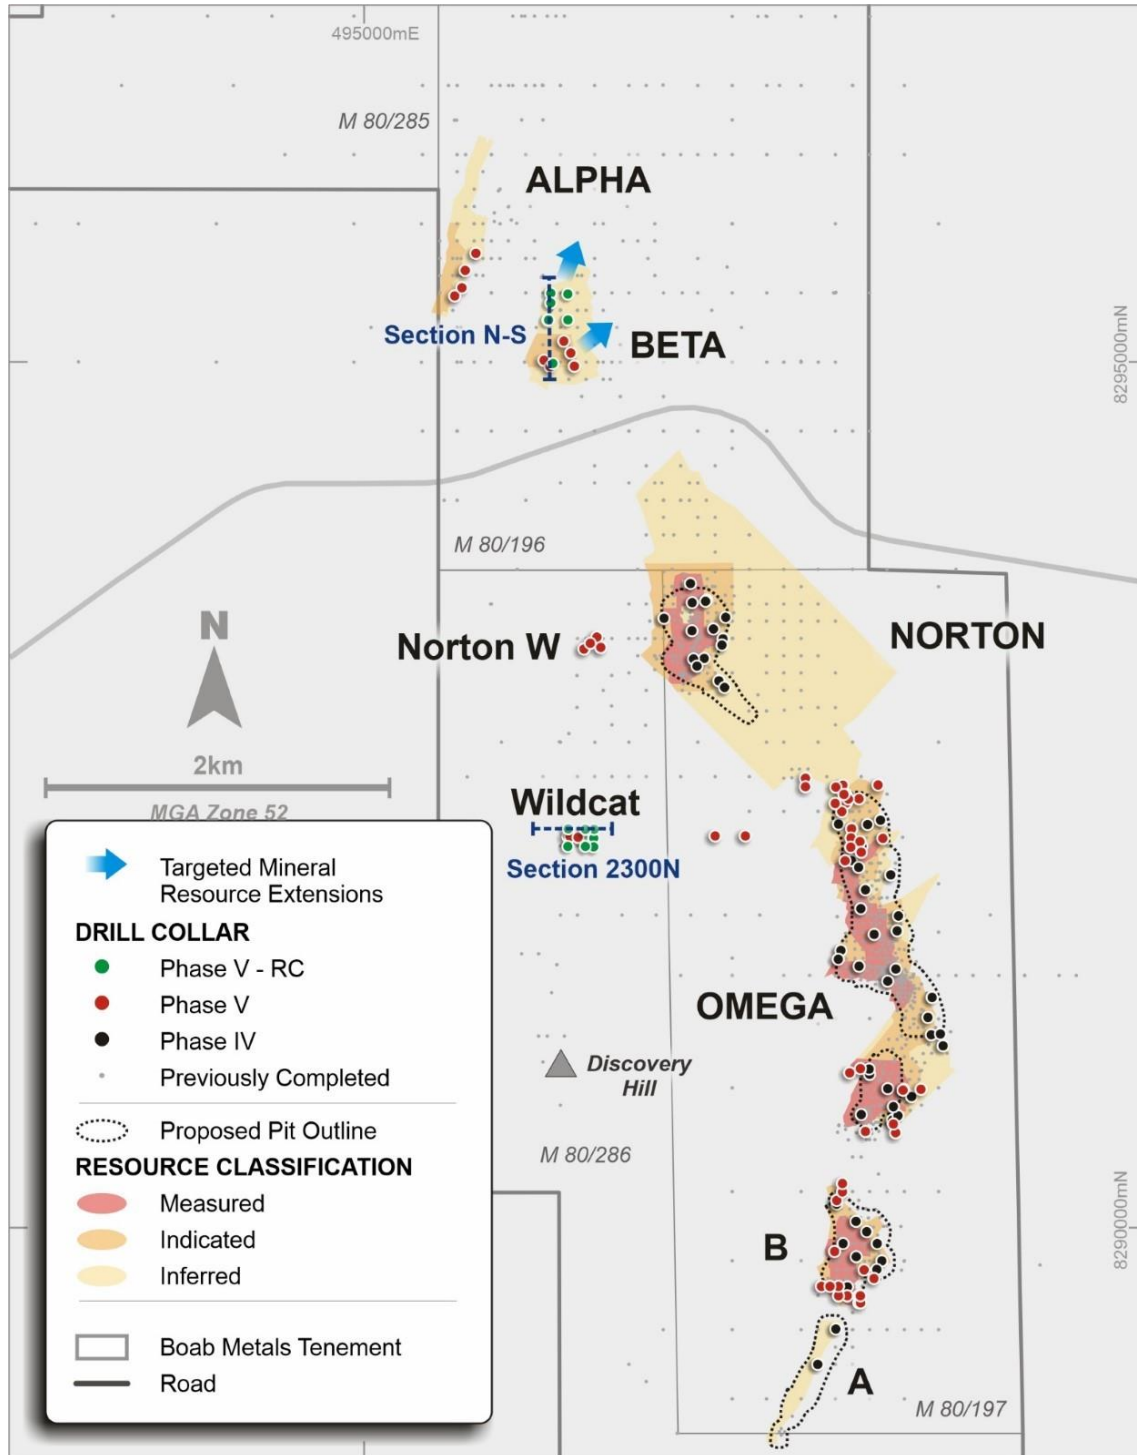 495000mE
M 80/285
ALPHA
Section N-S
BETA
8295000mN
M 80/196
N
Norton W
NORTON
2km
MGA Zone 52
Wildcat
Section 2300N
OMEGA
Discovery
Hill
M 80/286
8290000mN
B
A
M 80/197
Targeted Mineral
Resource Extensions
DRILL COLLAR
Phase V - RC
Phase V
Phase IV
Previously Completed
Proposed Pit Outline
RESOURCE CLASSIFICATION
Measured
Indicated
Inferred
Boab Metals Tenement
Road